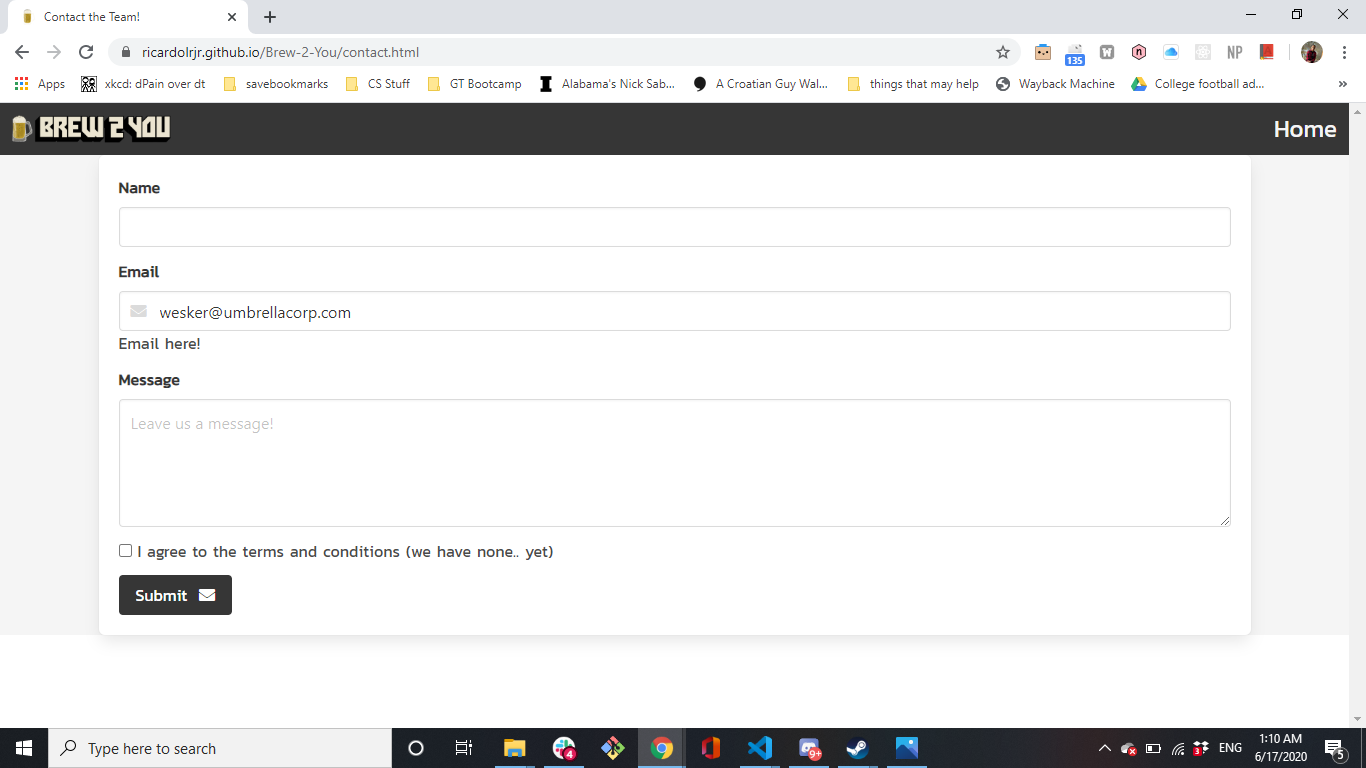 Contact the Team!
ricardolrjr.github.io/Brew-2-You/contact.html
135
W
n
NP
Apps
xkcd: dPain over dt
savebookmarks
CS Stuff
GT Bootcamp
Alabama's Nick Sab...
A Croatian Guy Wal...
things that may help
Wayback Machine
College football ad...
»
BREW 2 YOU
Home
Name
Email
wesker@umbrellacorp.com
Email here!
Message
Leave us a message!
I agree to the terms and conditions (we have none.. yet)
Submit
Type here to search
4
9+
3
ENG
1:10 AM
6/17/2020
5